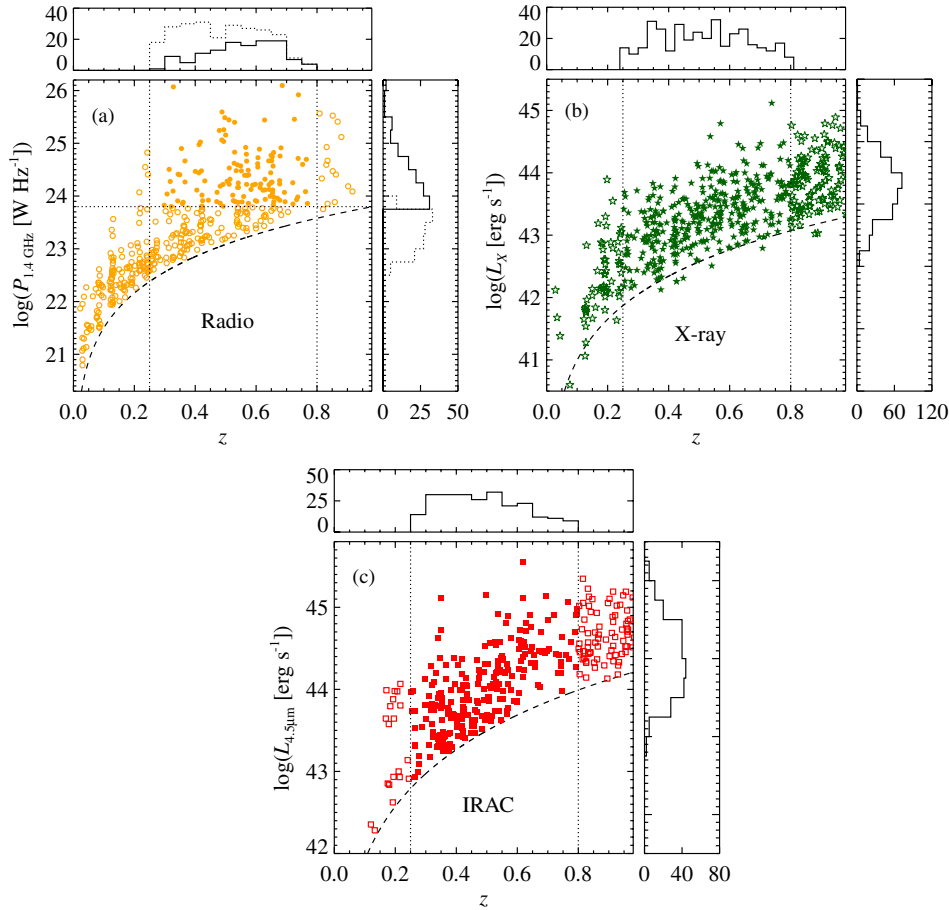 40
20
0
26
25
24
23
22
21
log(P1.4 GHz [W Hz-1])
(a)
Radio
0.0 0.2 0.4 0.6 0.8
z
0 25 50
40
20
0
45
44
43
42
41
log(LX [erg s-1])
(b)
X-ray
0.0 0.2 0.4 0.6 0.8
z
0 60 120
50
25
0
45
44
43
42
log(L4.5μm [erg s-1])
(c)
IRAC
0.0 0.2 0.4 0.6 0.8
z
0 40 80